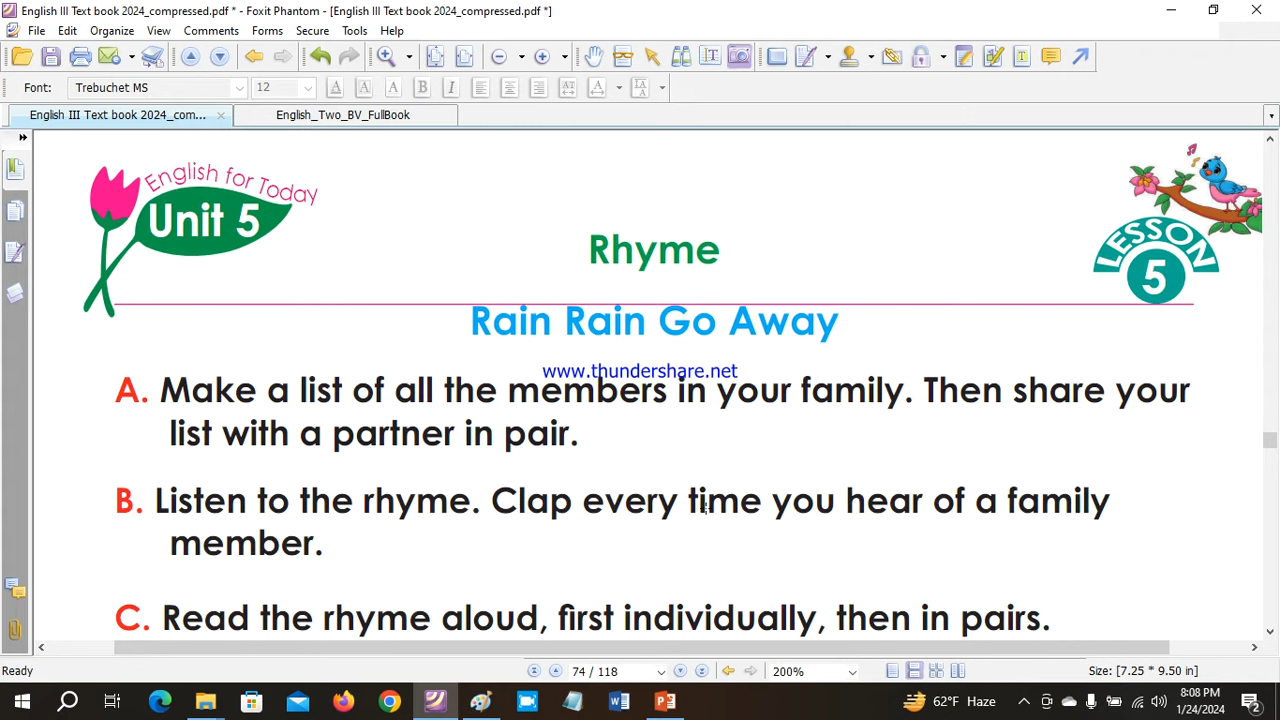 English III Text book 2024_compressed.pdf * - Foxit Phantom - [English III Text book 2024_compressed.pdf *]
File Edit Organize View Comments Forms Secure Tools Help
Font: Trebuchet MS 12
English III Text book 2024_com... English_Two_BV_FullBook
English for Today
Unit 5
Rhyme
LESSON
5
Rain Rain Go Away
www.thundershare.net
A. Make a list of all the members in your family. Then share your
list with a partner in pair.
B. Listen to the rhyme. Clap every time you hear of a family
member.
C. Read the rhyme aloud, first individually, then in pairs.
Ready 74 / 118 200% Size: [7.25 * 9.50 in]
62°F Haze 8:08 PM
1/24/2024